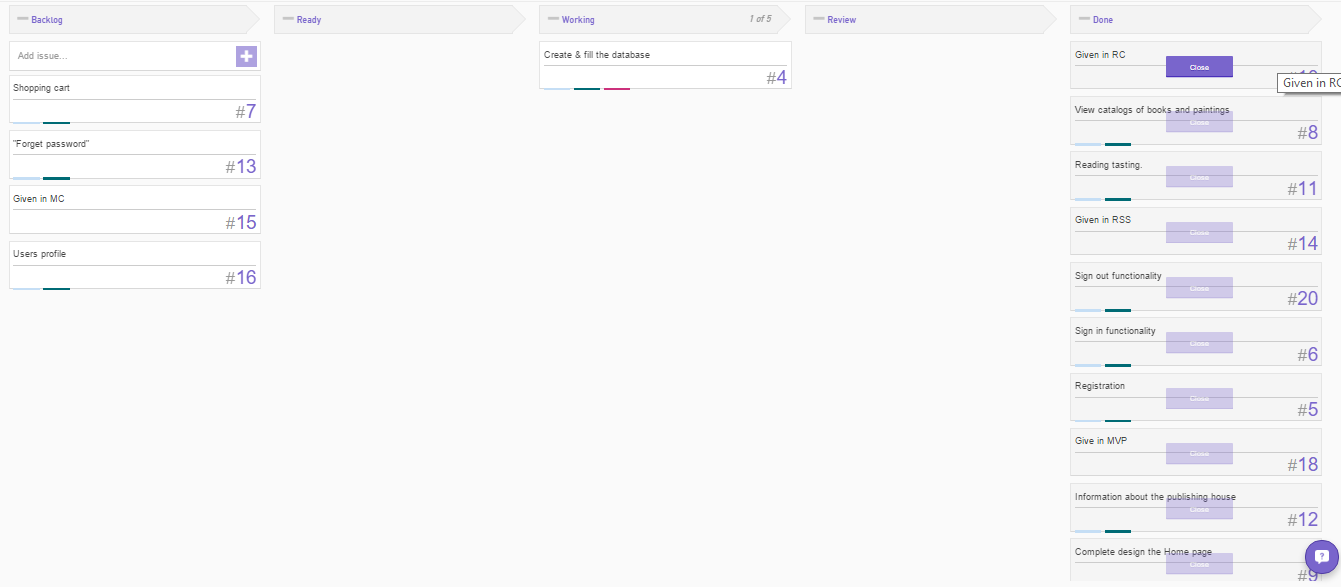 Backlog
Ready
Working
1 of 5
Review
Done
Add issue...
Shopping cart
#7
"Forget password"
#13
Given in MC
#15
Users profile
#16
Create & fill the database
#4
Given in RC
Close
Given in RC
View catalogs of books and paintings
Close
#8
Reading tasting.
Close
#11
Given in RSS
Close
#14
Sign out functionality
Close
#20
Sign in functionality
Close
#6
Registration
Close
#5
Give in MVP
Close
#18
Information about the publishing house
Close
#12
Complete design the Home page
Close
#9